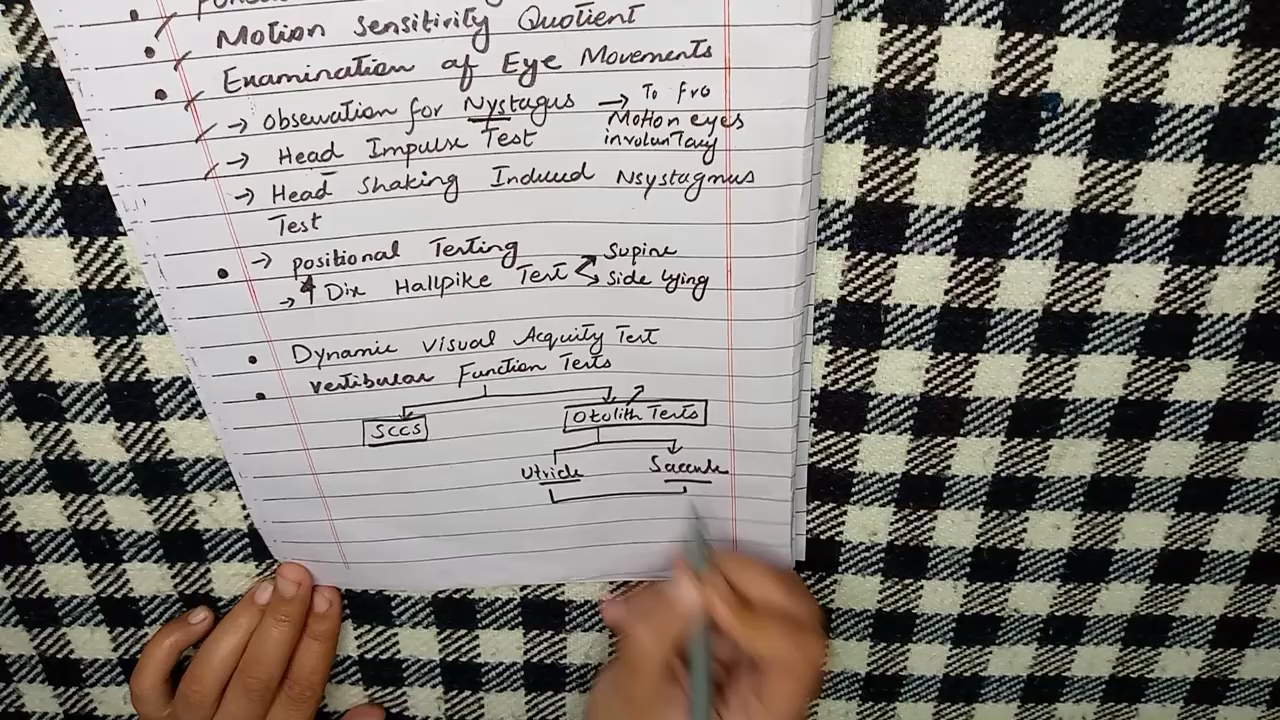 Motion Sensitivity Quotient
Examination of Eye Movements
→ Observation for Nystagus → To fro
Motion eyes
involuntary
→ Head Impulse Test
→ Head Shaking Induced Nsystagmus
Test
→ Positional Testing
→ Dix Hallpike Test
Supine
Side lying
Dynamic Visual Acquity Test
Vestibular Function Tests
SCCS
Otolith Tests
Utricle
Saccule